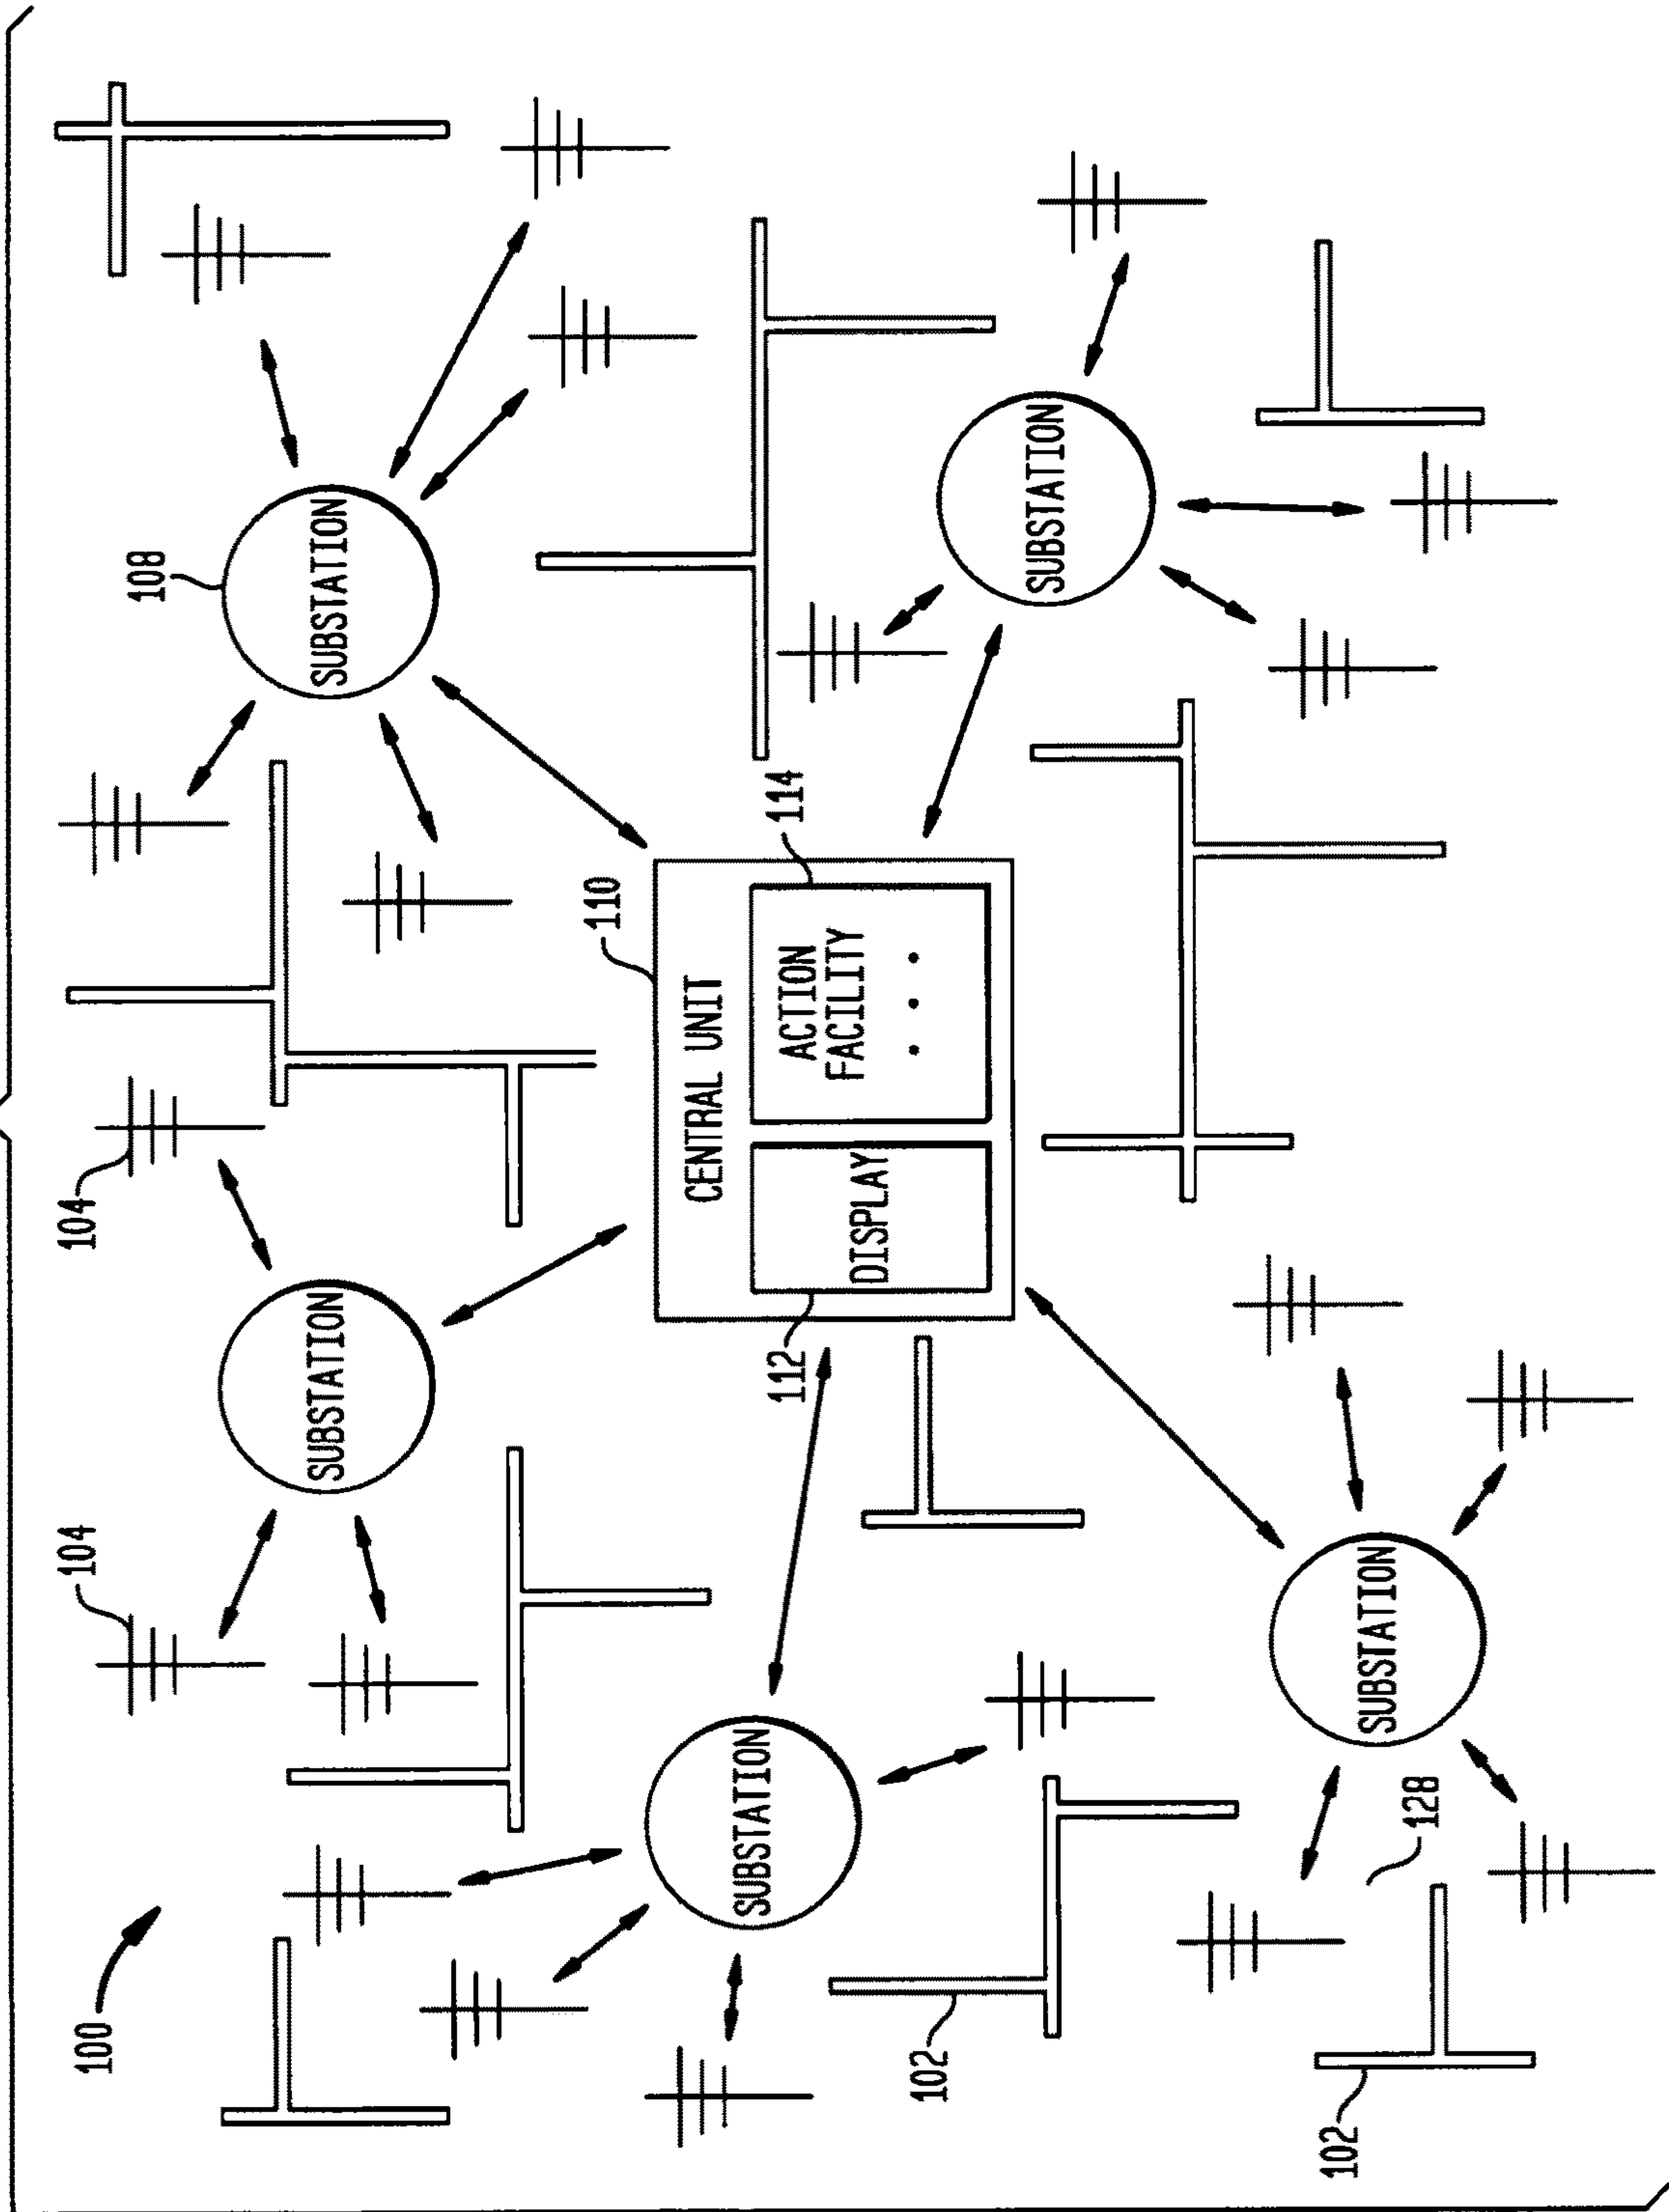 100
104
104
108
SUBSTATION
SUBSTATION
110
CENTRAL UNIT
SUBSTATION
112
114
ACTION
FACILITY
• • •
DISPLAY
102
SUBSTATION
102
SUBSTATION
128